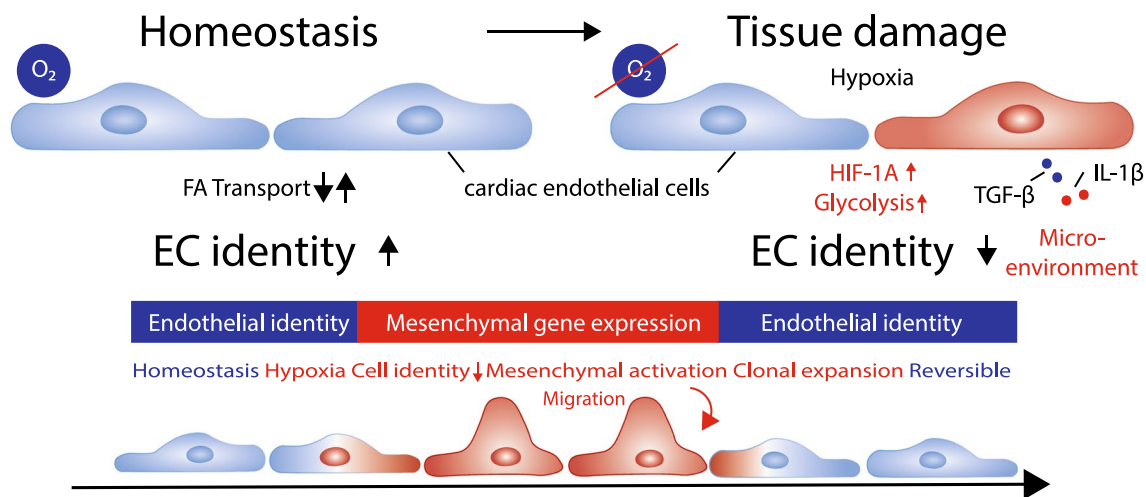 Homeostasis
Tissue damage
O₂
O₂
Hypoxia
FA Transport
cardiac endothelial cells
HIF-1A
Glycolysis
TGF-β
IL-1β
EC identity
EC identity
Micro-
environment
Endothelial identity
Mesenchymal gene expression
Endothelial identity
Homeostasis Hypoxia Cell identity Mesenchymal activation Clonal expansion Reversible
Migration